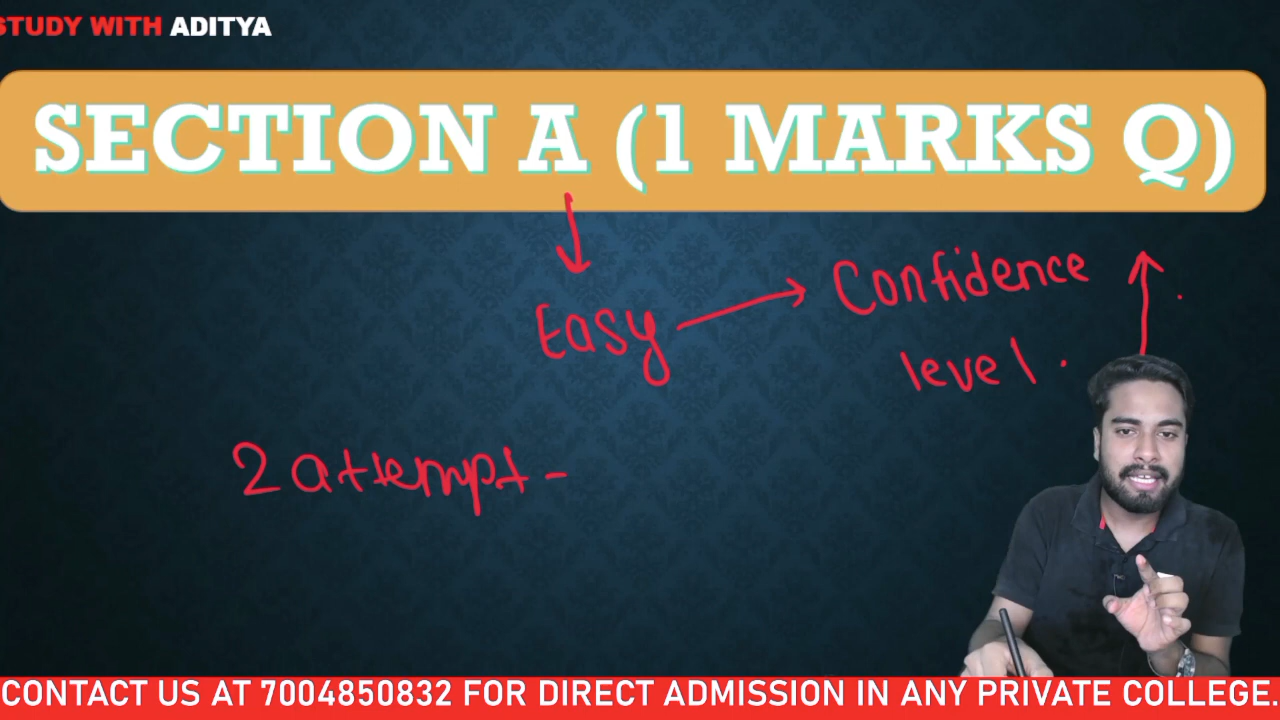 STUDY WITH ADITYA
SECTION A (1 MARKS Q)
Easy
Confidence
level.
2 attempt -
CONTACT US AT 7004850832 FOR DIRECT ADMISSION IN ANY PRIVATE COLLEGE.